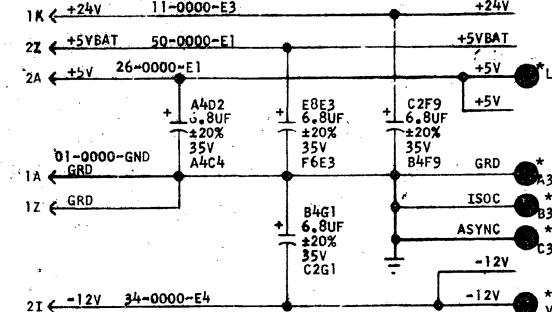 1K +24V 11-0000-E3 +24V
2Z +5VBAT 50-0000-E1 +5VBAT
2A +5V 26-0000-E1 +5V *L
+5V
+ A4D2 + E8E3 + C2F9
6.8UF 6.8UF 6.8UF
±20% ±20% ±20%
35V 35V 35V
A4C4 F6E3 B4F9
01-0000-GND
1A GRD GRD * A3
1Z GRD ISOC * B3
ASYNC * C3
+ B4G1
6.8UF
±20%
35V
C2G1
-12V
2I -12V 34-0000-E4 -12V *